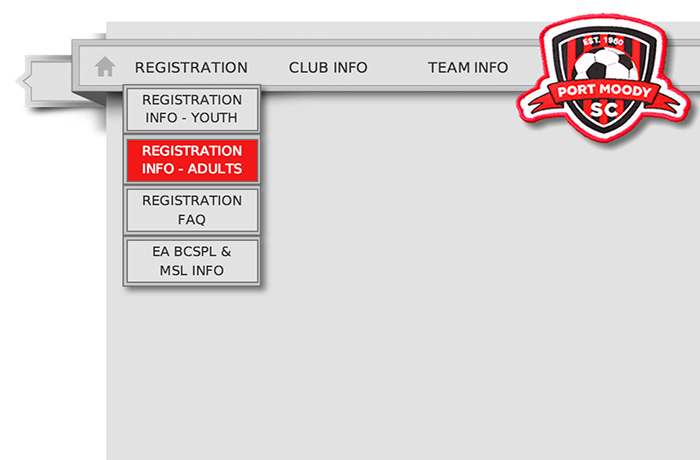 REGISTRATION CLUB INFO TEAM INFO
EST. 1960
PORT MOODY
SC
REGISTRATION
INFO - YOUTH
REGISTRATION
INFO - ADULTS
REGISTRATION
FAQ
EA BCSPL &
MSL INFO